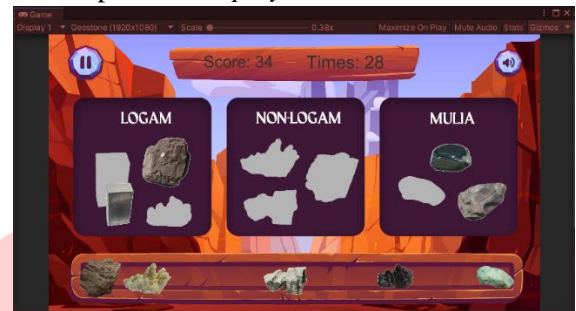 Game
Display 1 Geostone (1920x1080) Scale 0.38x Maximize On Play Mute Audio Stats Gizmos
Score: 34 Times: 28
LOGAM NON-LOGAM MULIA